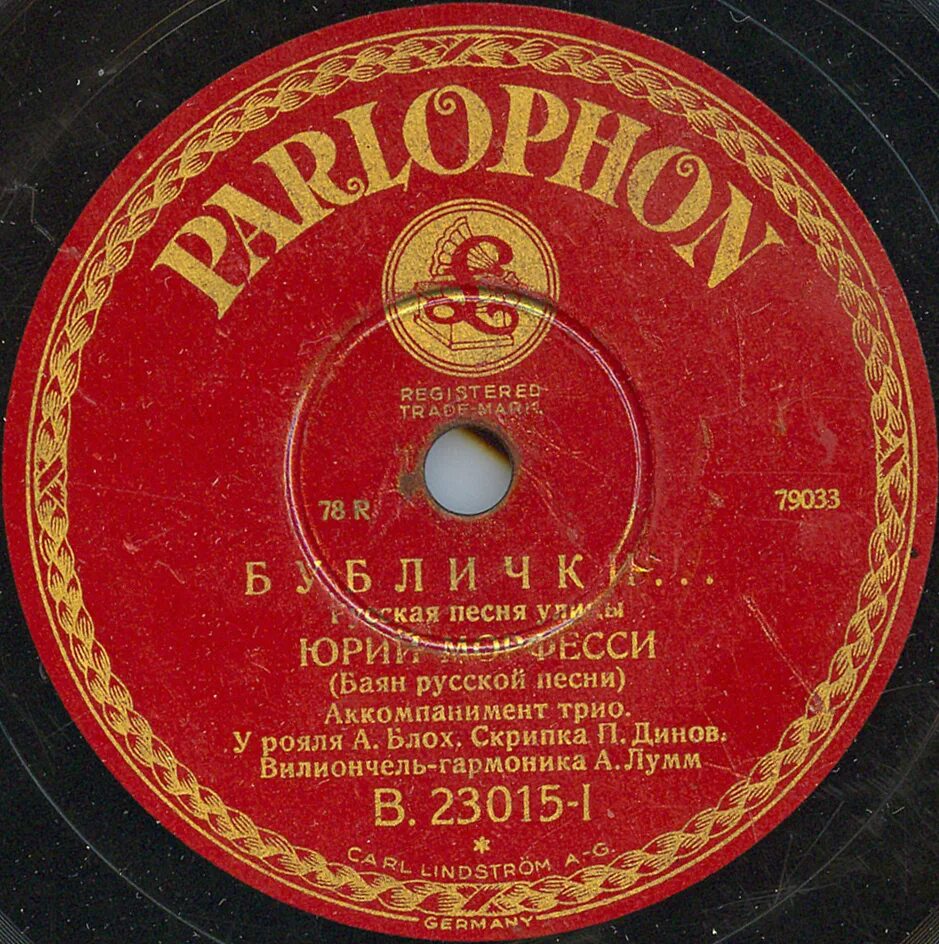 PARLOPHON
£
REGISTERED
TRADE-MARK.
78 R
79033
БУБЛИЧКИ...
Русская песня улицы
ЮРИЙ МОРФЕССИ
(Баян русской песни)
Аккомпанимент трио.
У рояля А. Блох. Скрипка П. Динов.
Вилиончель-гармоника А. Лумм
B. 23015-I
*
CARL LINDSTRÖM A-G.
GERMANY